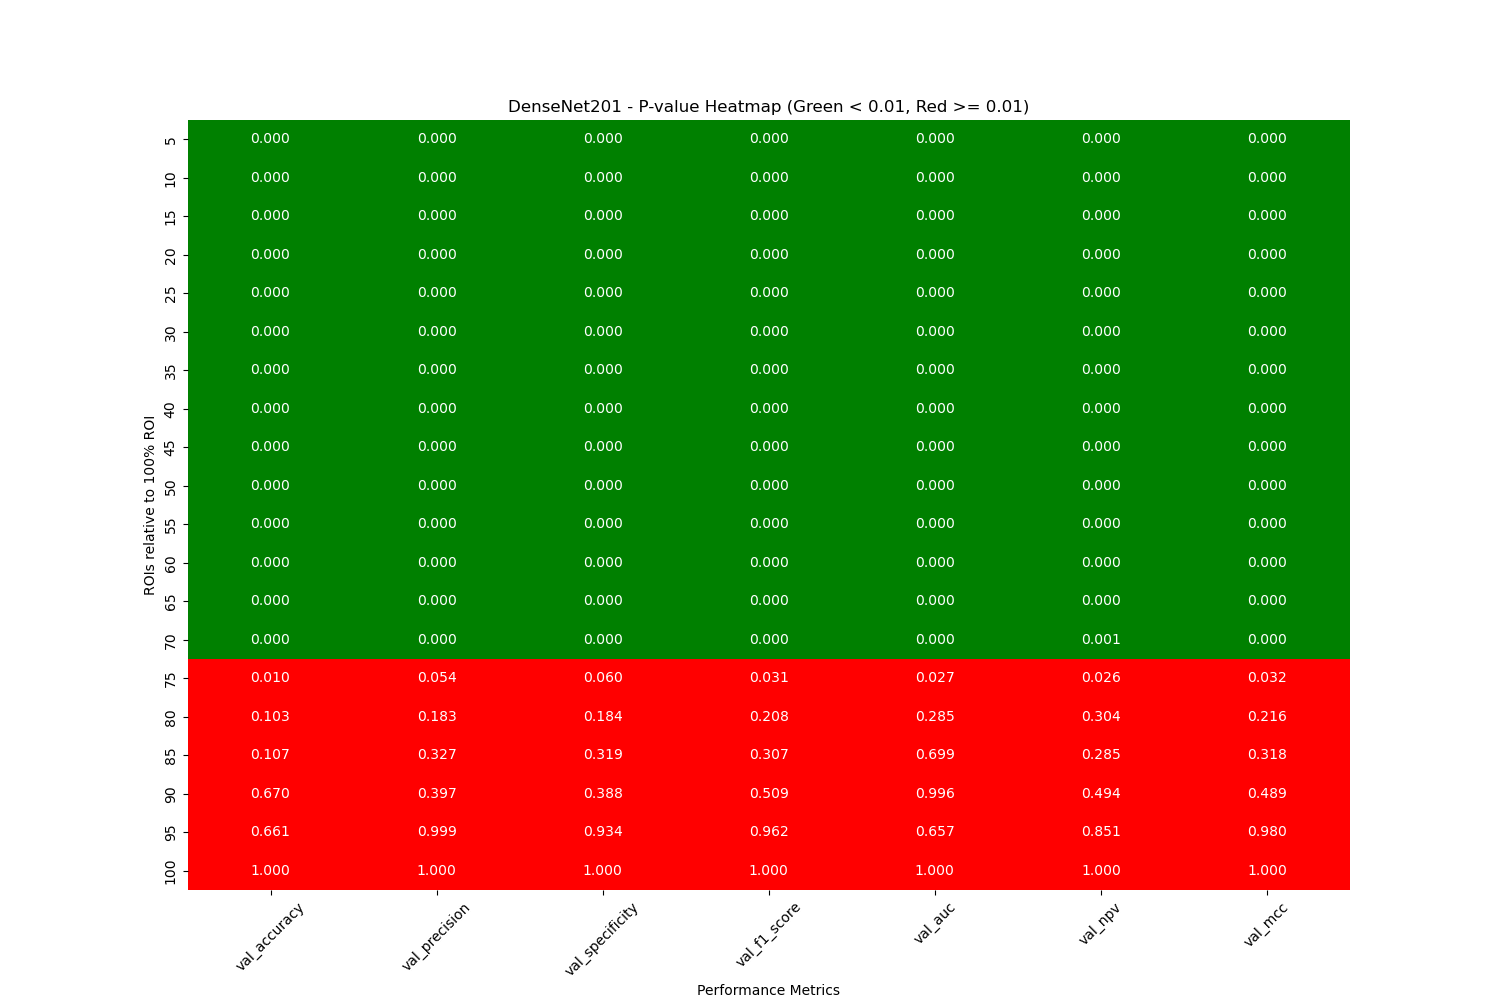 DenseNet201 - P-value Heatmap (Green < 0.01, Red >= 0.01)
ROIs relative to 100% ROI
5 0.000 0.000 0.000 0.000 0.000 0.000 0.000
10 0.000 0.000 0.000 0.000 0.000 0.000 0.000
15 0.000 0.000 0.000 0.000 0.000 0.000 0.000
20 0.000 0.000 0.000 0.000 0.000 0.000 0.000
25 0.000 0.000 0.000 0.000 0.000 0.000 0.000
30 0.000 0.000 0.000 0.000 0.000 0.000 0.000
35 0.000 0.000 0.000 0.000 0.000 0.000 0.000
40 0.000 0.000 0.000 0.000 0.000 0.000 0.000
45 0.000 0.000 0.000 0.000 0.000 0.000 0.000
50 0.000 0.000 0.000 0.000 0.000 0.000 0.000
55 0.000 0.000 0.000 0.000 0.000 0.000 0.000
60 0.000 0.000 0.000 0.000 0.000 0.000 0.000
65 0.000 0.000 0.000 0.000 0.000 0.000 0.000
70 0.000 0.000 0.000 0.000 0.000 0.001 0.000
75 0.010 0.054 0.060 0.031 0.027 0.026 0.032
80 0.103 0.183 0.184 0.208 0.285 0.304 0.216
85 0.107 0.327 0.319 0.307 0.699 0.285 0.318
90 0.670 0.397 0.388 0.509 0.996 0.494 0.489
95 0.661 0.999 0.934 0.962 0.657 0.851 0.980
100 1.000 1.000 1.000 1.000 1.000 1.000 1.000
val_accuracy val_precision val_specificity val_f1_score val_auc val_npv val_mcc
Performance Metrics